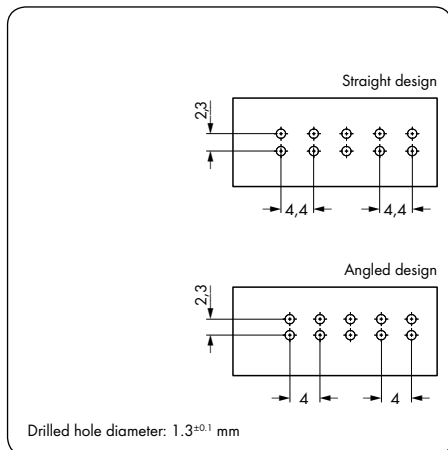 Straight design
2,3
4,4 4,4
Angled design
2,3
4 4
Drilled hole diameter: 1.3±0.1 mm